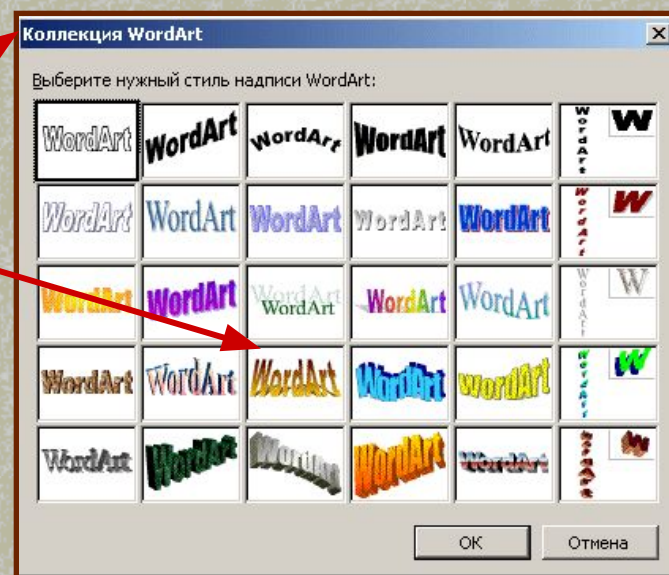 Коллекция WordArt
Выберите нужный стиль надписи WordArt:
WordArt WordArt WordArt WordArt WordArt WordArt W
WordArt WordArt WordArt WordArt WordArt WordArt W
WordArt WordArt WordArt WordArt WordArt WordArt WordArt W
WordArt WordArt WordArt WordArt WordArt WordArt W
WordArt WordArt WordArt WordArt WordArt WordArt W
ОК Отмена